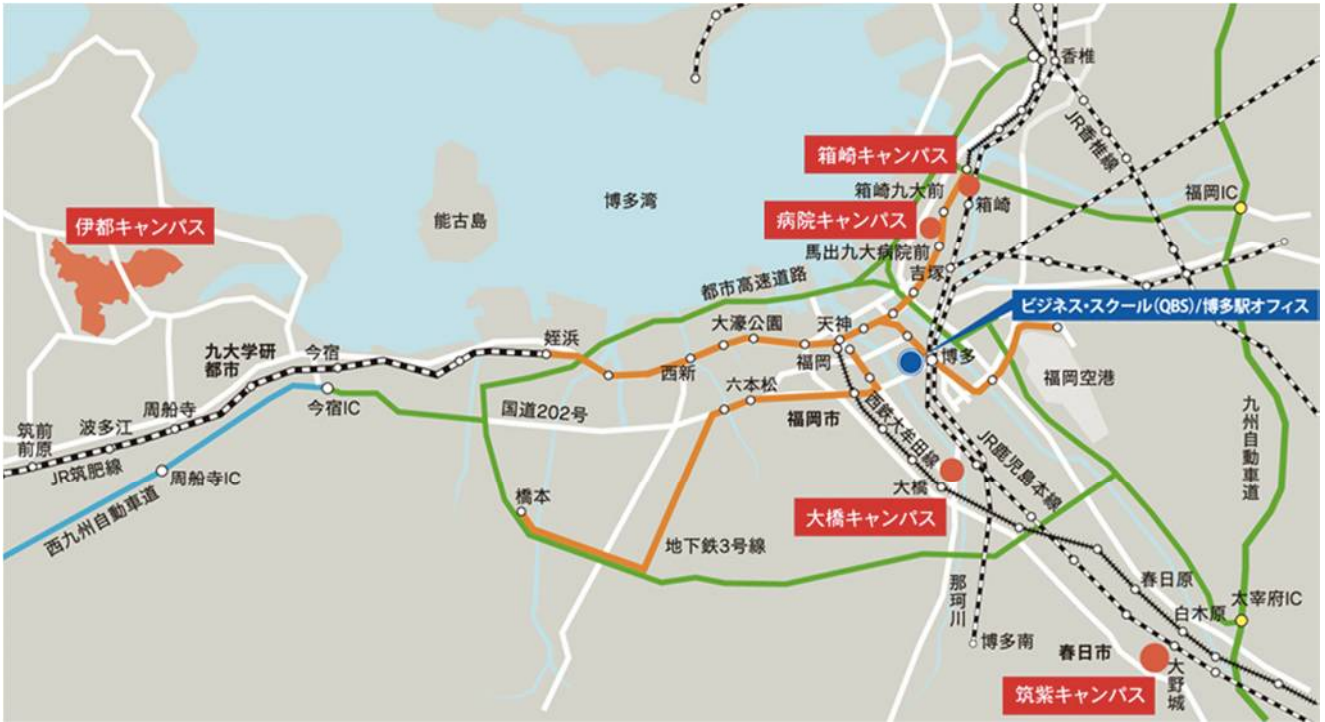 香椎
JR香椎線
箱崎キャンパス
箱崎九大前
箱崎
福岡IC
博多湾
能古島
伊都キャンパス
病院キャンパス
馬出九大病院前
吉塚
都市高速道路
ビジネス・スクール(QBS)/博多駅オフィス
大濠公園
天神
姪浜
九大学研
都市
今宿
西新
福岡
博多
福岡空港
六本松
今宿IC
国道202号
福岡市
周船寺
波多江
筑前
前原
JR筑肥線
周船寺IC
西九州自動車道
西鉄大牟田線
JR鹿児島本線
九州自動車道
橋本
大橋
大橋キャンパス
地下鉄3号線
那珂川
春日原
白木原
太宰府IC
博多南
春日市
大野城
筑紫キャンパス